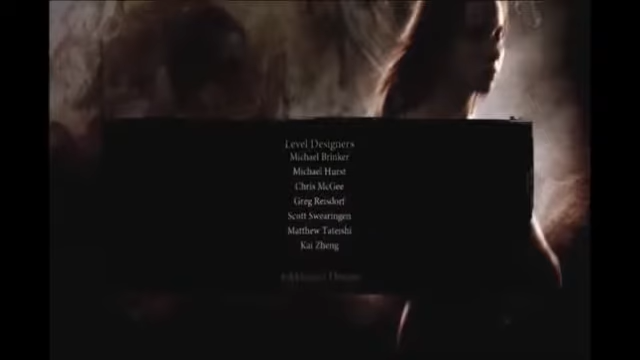 Level Designers
Michael Brinker
Michael Hurst
Chris McGee
Greg Reisdorf
Scott Swearingen
Matthew Tateishi
Kai Zheng